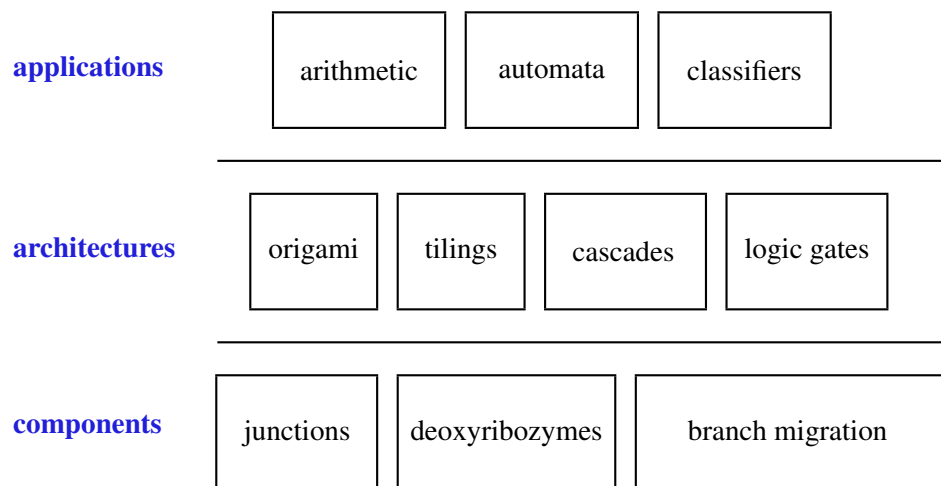 applications
arithmetic
automata
classifiers
architectures
origami
tilings
cascades
logic gates
components
junctions
deoxyribozymes
branch migration